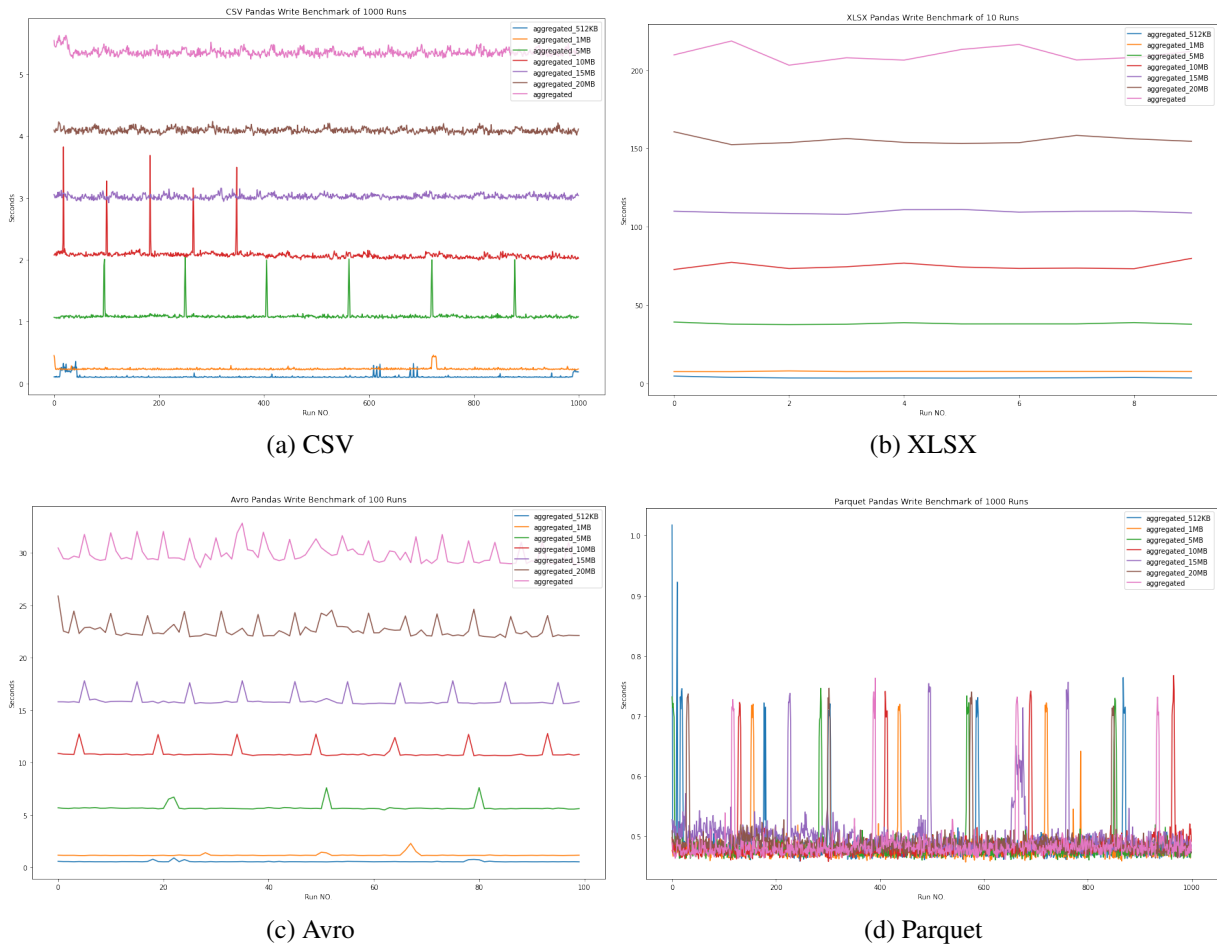 CSV Pandas Write Benchmark of 1000 Runs
aggregated_512KB
aggregated_1MB
aggregated_5MB
aggregated_10MB
aggregated_15MB
aggregated_20MB
aggregated
5
4
3
2
1
0
Seconds
0 200 400 600 800 1000
Run NO.
(a) CSV
XLSX Pandas Write Benchmark of 10 Runs
aggregated_512KB
aggregated_1MB
aggregated_5MB
aggregated_10MB
aggregated_15MB
aggregated_20MB
aggregated
200
150
100
50
0
Seconds
0 2 4 6 8
Run NO.
(b) XLSX
Avro Pandas Write Benchmark of 100 Runs
aggregated_512KB
aggregated_1MB
aggregated_5MB
aggregated_10MB
aggregated_15MB
aggregated_20MB
aggregated
30
25
20
15
10
5
0
Seconds
0 20 40 60 80 100
Run NO.
(c) Avro
Parquet Pandas Write Benchmark of 1000 Runs
aggregated_512KB
aggregated_1MB
aggregated_5MB
aggregated_10MB
aggregated_15MB
aggregated_20MB
aggregated
1.0
0.9
0.8
0.7
0.6
0.5
Seconds
0 200 400 600 800 1000
Run NO.
(d) Parquet